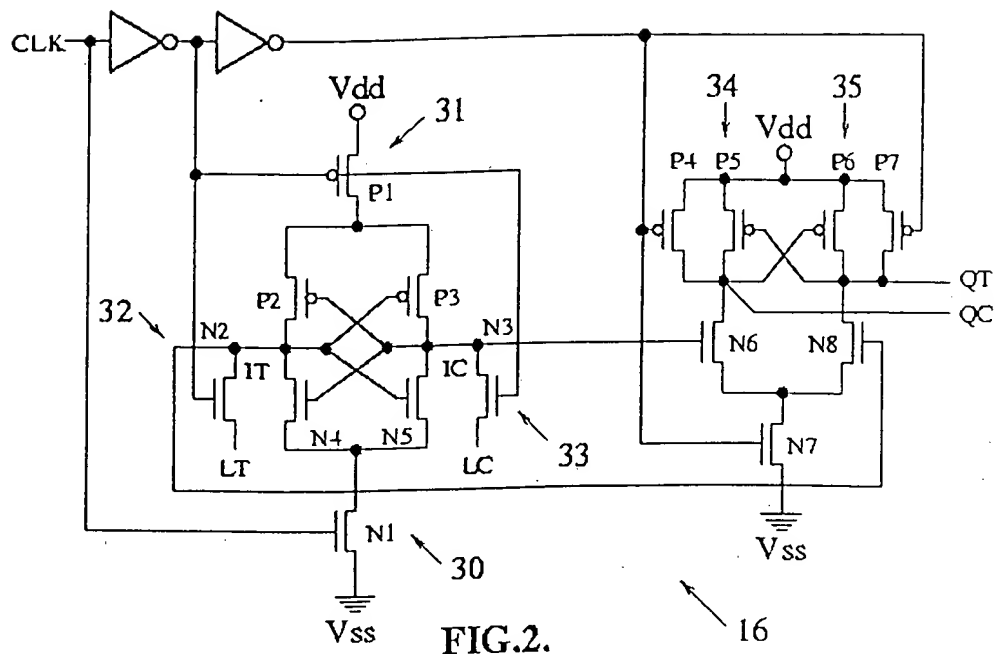 CLK
Vdd
31
34
35
Vdd
P4
P5
P6
P7
P1
P2
P3
32
N2
N3
QT
QC
IT
IC
N6
N8
N4
N5
33
LT
LC
N7
N1
30
Vss
Vss
16
FIG.2.